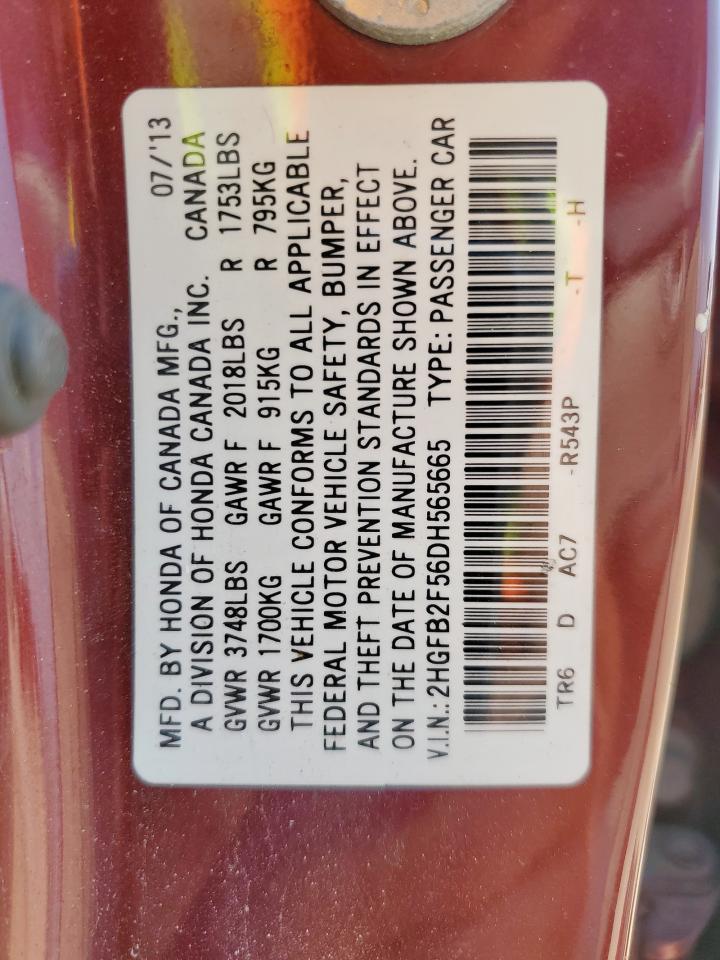 MFD. BY HONDA OF CANADA MFG., 07/'13
A DIVISION OF HONDA CANADA INC. CANADA
GVWR 3748LBS GAWR F 2018LBS R 1753LBS
GVWR 1700KG GAWR F 915KG R 795KG
THIS VEHICLE CONFORMS TO ALL APPLICABLE
FEDERAL MOTOR VEHICLE SAFETY, BUMPER,
AND THEFT PREVENTION STANDARDS IN EFFECT
ON THE DATE OF MANUFACTURE SHOWN ABOVE.
V.I.N.: 2HGFB2F56DH565665 TYPE: PASSENGER CAR
TR6 D AC7 -R543P -T -H